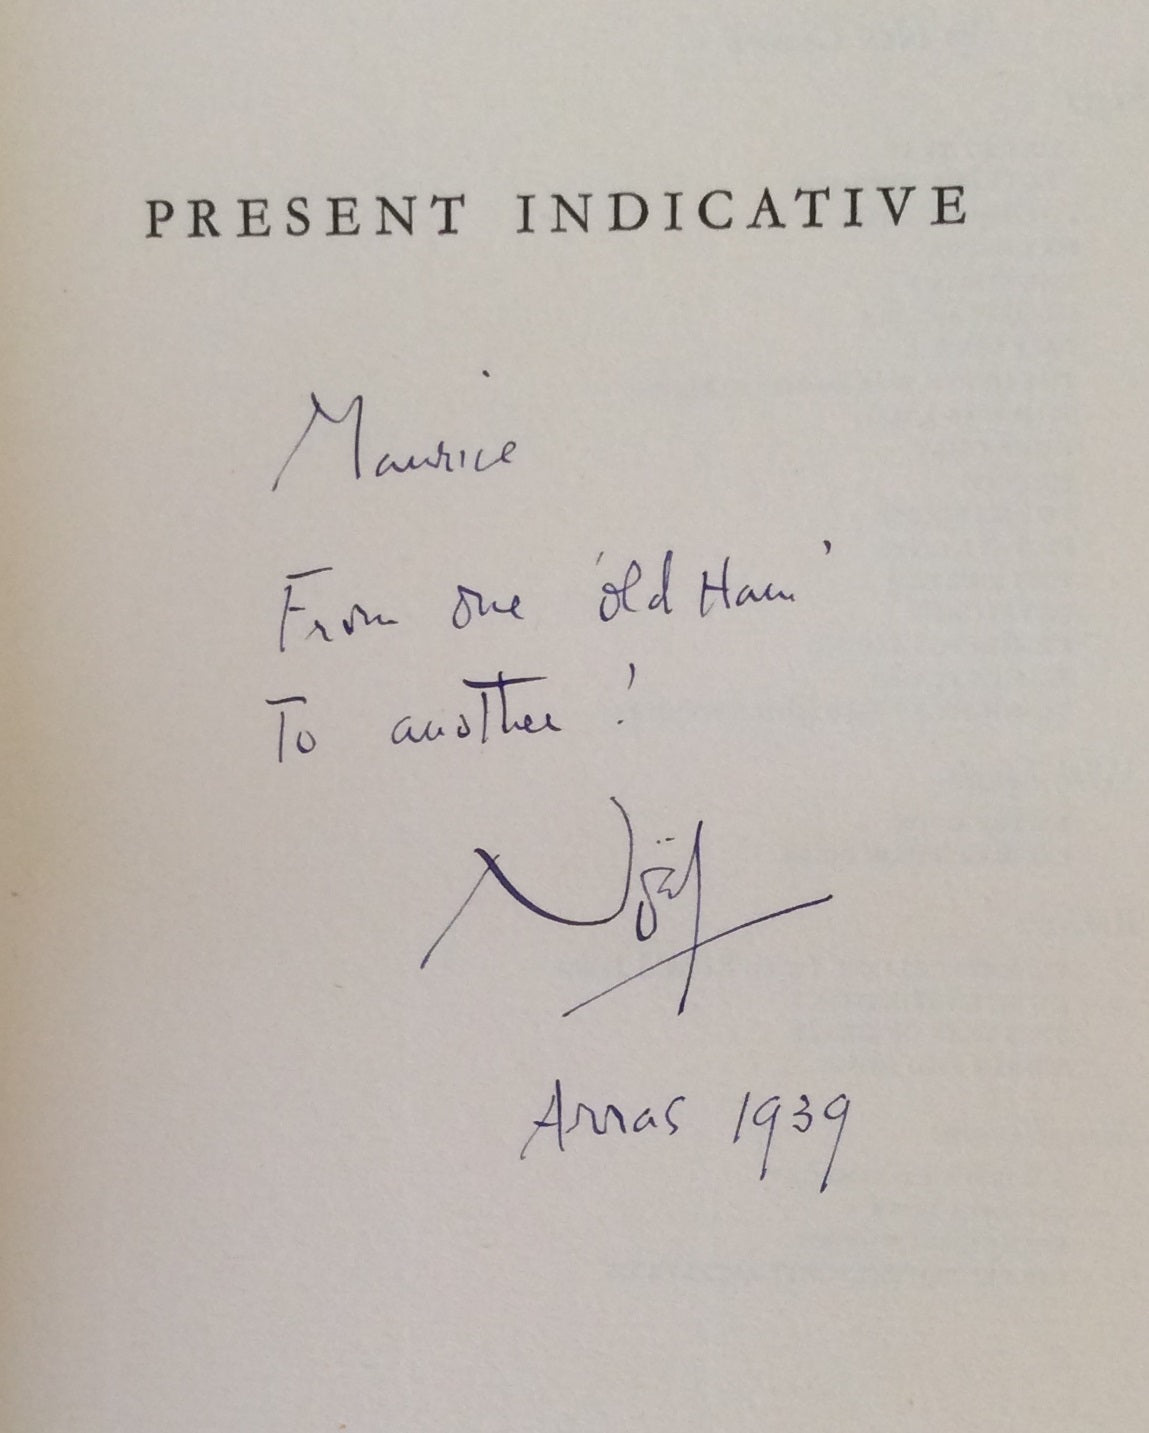 PRESENT INDICATIVE
Maurice
From one 'old Ham'
To another!
Noël
Arras 1939